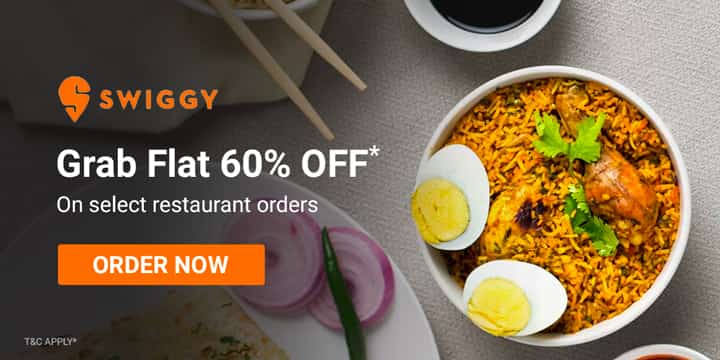 SWIGGY
Grab Flat 60% OFF*
On select restaurant orders
ORDER NOW
T&C APPLY*